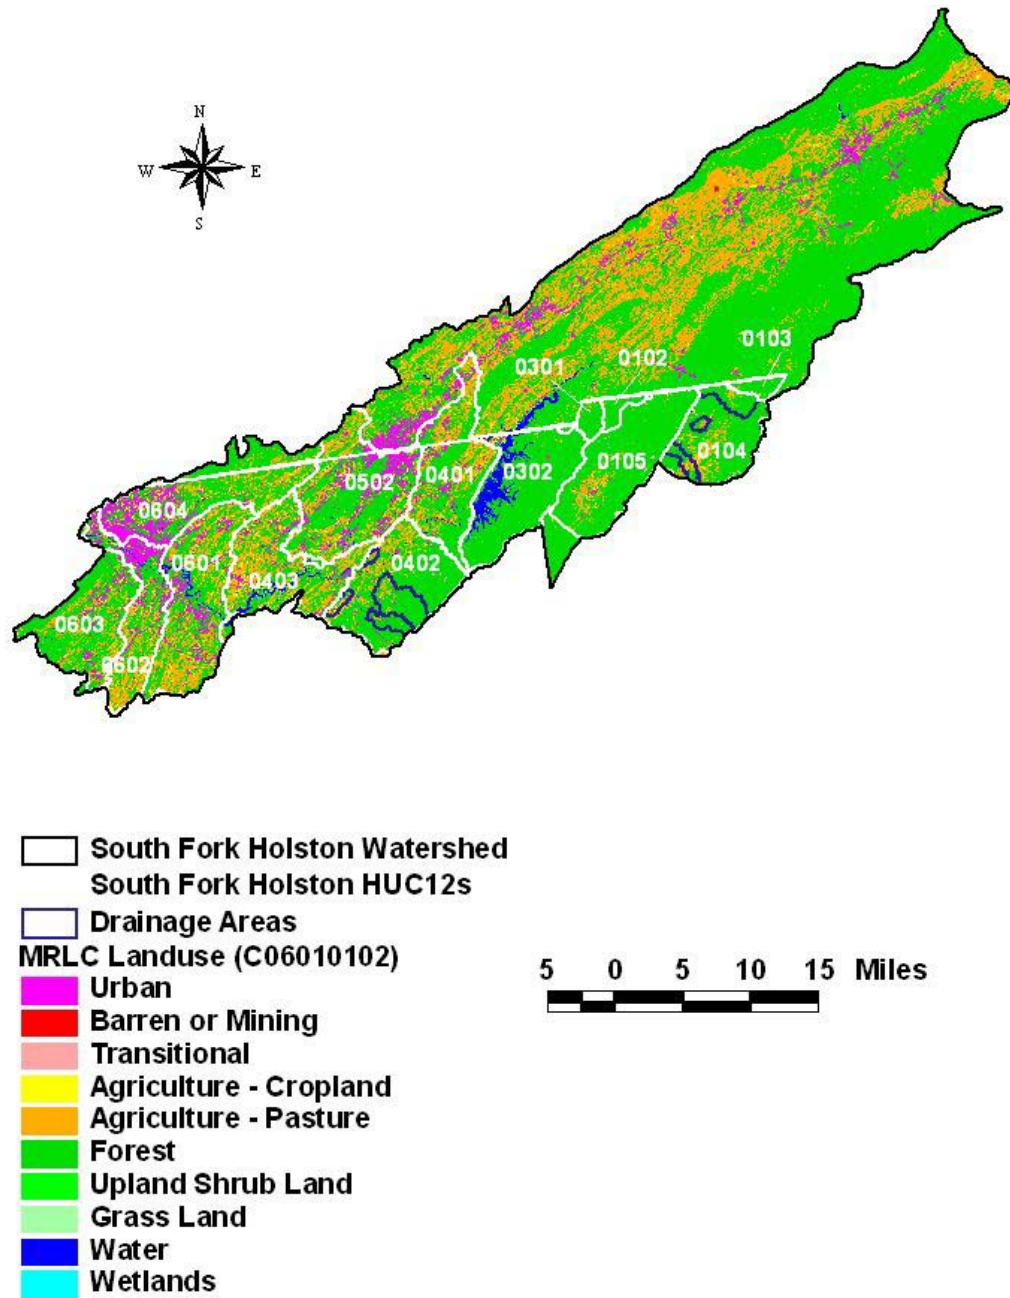 N
W E
S
0103
0102
0301
0104
0105
0302
0401
0502
0604
0402
0601
0403
0603
0602
South Fork Holston Watershed
South Fork Holston HUC12s
Drainage Areas
MRLC Landuse (C06010102)
5 0 5 10 15 Miles
Urban
Barren or Mining
Transitional
Agriculture - Cropland
Agriculture - Pasture
Forest
Upland Shrub Land
Grass Land
Water
Wetlands